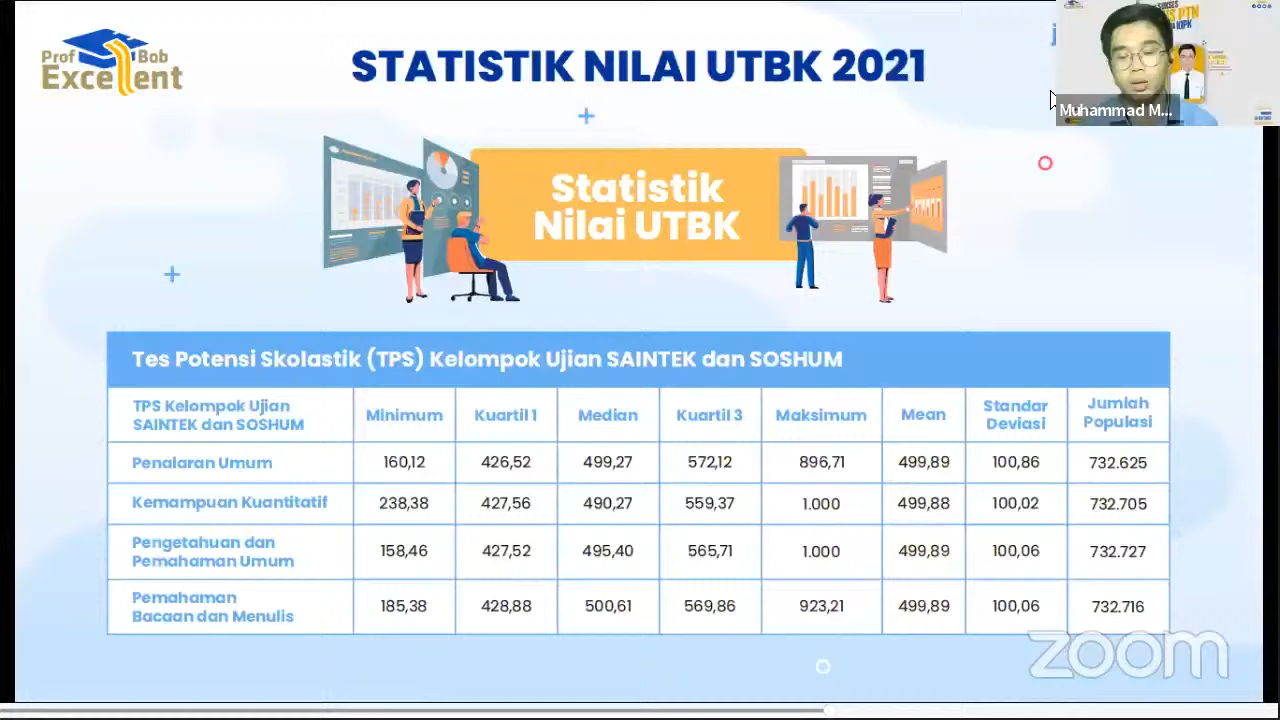 Prof Bob
Excellent
STATISTIK NILAI UTBK 2021
Muhammad M...
Statistik
Nilai UTBK
Tes Potensi Skolastik (TPS) Kelompok Ujian SAINTEK dan SOSHUM
TPS Kelompok Ujian
SAINTEK dan SOSHUM
Minimum
Kuartil 1
Median
Kuartil 3
Maksimum
Mean
Standar
Deviasi
Jumlah
Populasi
Penalaran Umum 160,12 426,52 499,27 572,12 896,71 499,89 100,86 732.625
Kemampuan Kuantitatif 238,38 427,56 490,27 559,37 1.000 499,88 100,02 732.705
Pengetahuan dan
Pemahaman Umum
158,46 427,52 495,40 565,71 1.000 499,89 100,06 732.727
Pemahaman
Bacaan dan Menulis
185,38 428,88 500,61 569,86 923,21 499,89 100,06 732.716
zoom